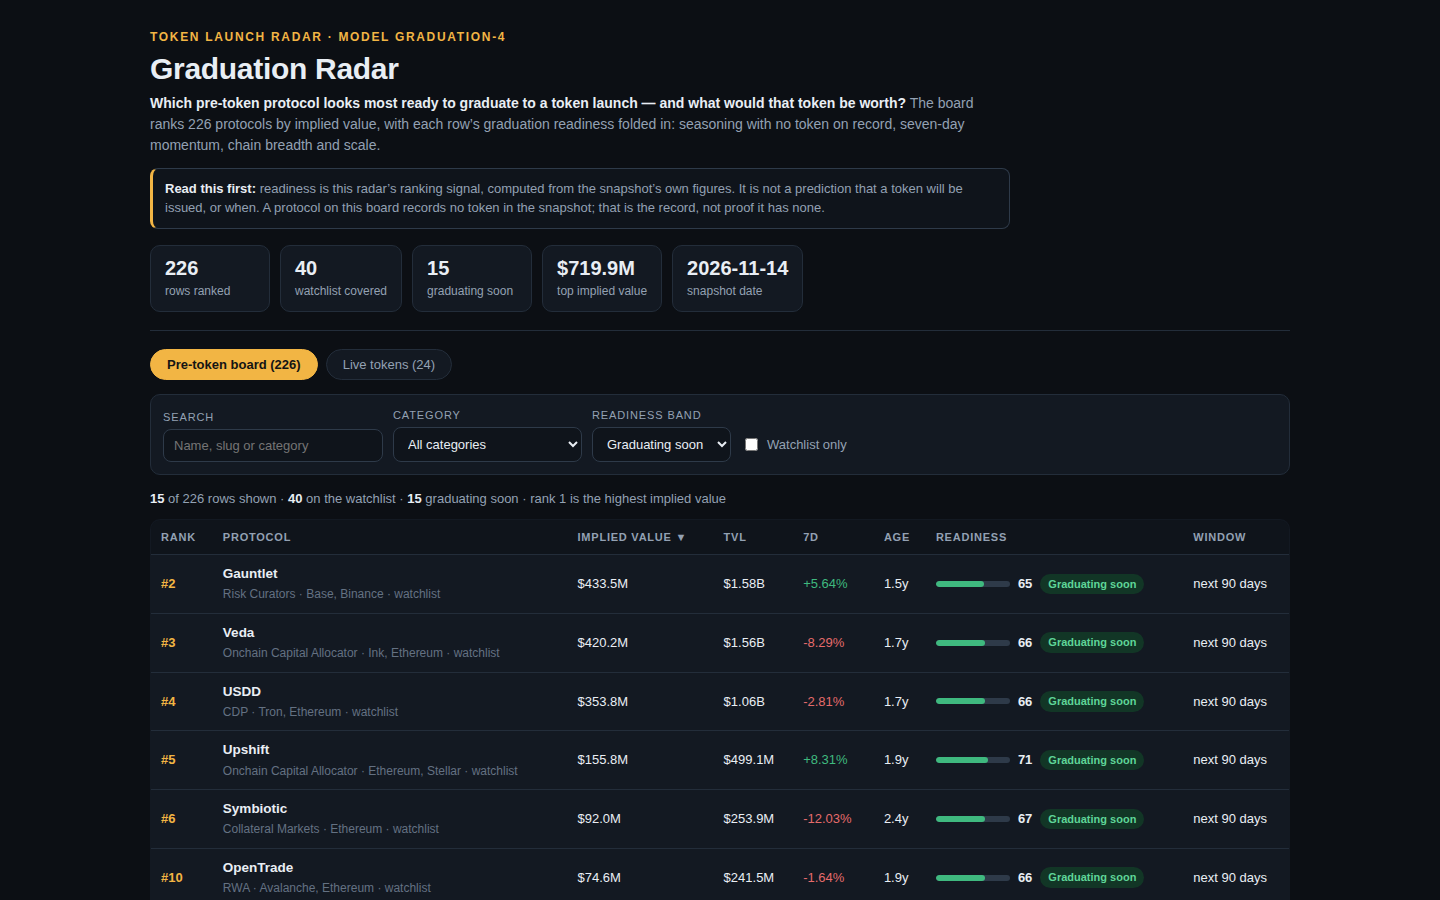 TOKEN LAUNCH RADAR · MODEL GRADUATION-4
Graduation Radar
Which pre-token protocol looks most ready to graduate to a token launch — and what would that token be worth? The board
ranks 226 protocols by implied value, with each row’s graduation readiness folded in: seasoning with no token on record, seven-day
momentum, chain breadth and scale.
Read this first: readiness is this radar’s ranking signal, computed from the snapshot’s own figures. It is not a prediction that a token will be
issued, or when. A protocol on this board records no token in the snapshot; that is the record, not proof it has none.
226 40 15 $719.9M 2026-11-14
rows ranked watchlist covered graduating soon top implied value snapshot date
Pre-token board (226) Live tokens (24)
SEARCH CATEGORY READINESS BAND
Name, slug or category All categories Graduating soon Watchlist only
15 of 226 rows shown · 40 on the watchlist · 15 graduating soon · rank 1 is the highest implied value
RANK PROTOCOL IMPLIED VALUE ▼ TVL 7D AGE READINESS WINDOW
#2 Gauntlet $433.5M $1.58B +5.64% 1.5y 65 Graduating soon next 90 days
Risk Curators · Base, Binance · watchlist
#3 Veda $420.2M $1.56B -8.29% 1.7y 66 Graduating soon next 90 days
Onchain Capital Allocator · Ink, Ethereum · watchlist
#4 USDD $353.8M $1.06B -2.81% 1.7y 66 Graduating soon next 90 days
CDP · Tron, Ethereum · watchlist
#5 Upshift $155.8M $499.1M +8.31% 1.9y 71 Graduating soon next 90 days
Onchain Capital Allocator · Ethereum, Stellar · watchlist
#6 Symbiotic $92.0M $253.9M -12.03% 2.4y 67 Graduating soon next 90 days
Collateral Markets · Ethereum · watchlist
#10 OpenTrade $74.6M $241.5M -1.64% 1.9y 66 Graduating soon next 90 days
RWA · Avalanche, Ethereum · watchlist